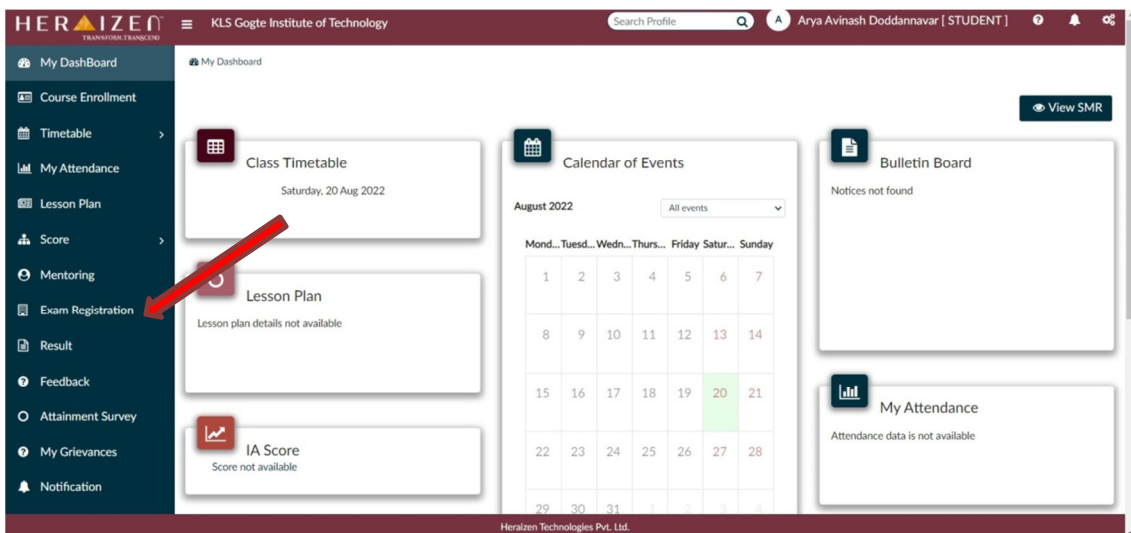 HERAIZEN
TRANSFORM.TRANSCEND
KLS Gogte Institute of Technology
Search Profile
A
Arya Avinash Doddannavar [ STUDENT ]
My DashBoard
Course Enrollment
Timetable
My Attendance
Lesson Plan
Score
Mentoring
Exam Registration
Result
Feedback
Attainment Survey
My Grievances
Notification
My Dashboard
View SMR
Class Timetable
Saturday, 20 Aug 2022
Lesson Plan
Lesson plan details not available
IA Score
Score not available
Calendar of Events
August 2022
All events
Mond... Tuesd... Wedn... Thurs... Friday Satur... Sunday
1 2 3 4 5 6 7
8 9 10 11 12 13 14
15 16 17 18 19 20 21
22 23 24 25 26 27 28
29 30 31 1 2 3 4
Bulletin Board
Notices not found
My Attendance
Attendance data is not available
Heraizen Technologies Pvt. Ltd.